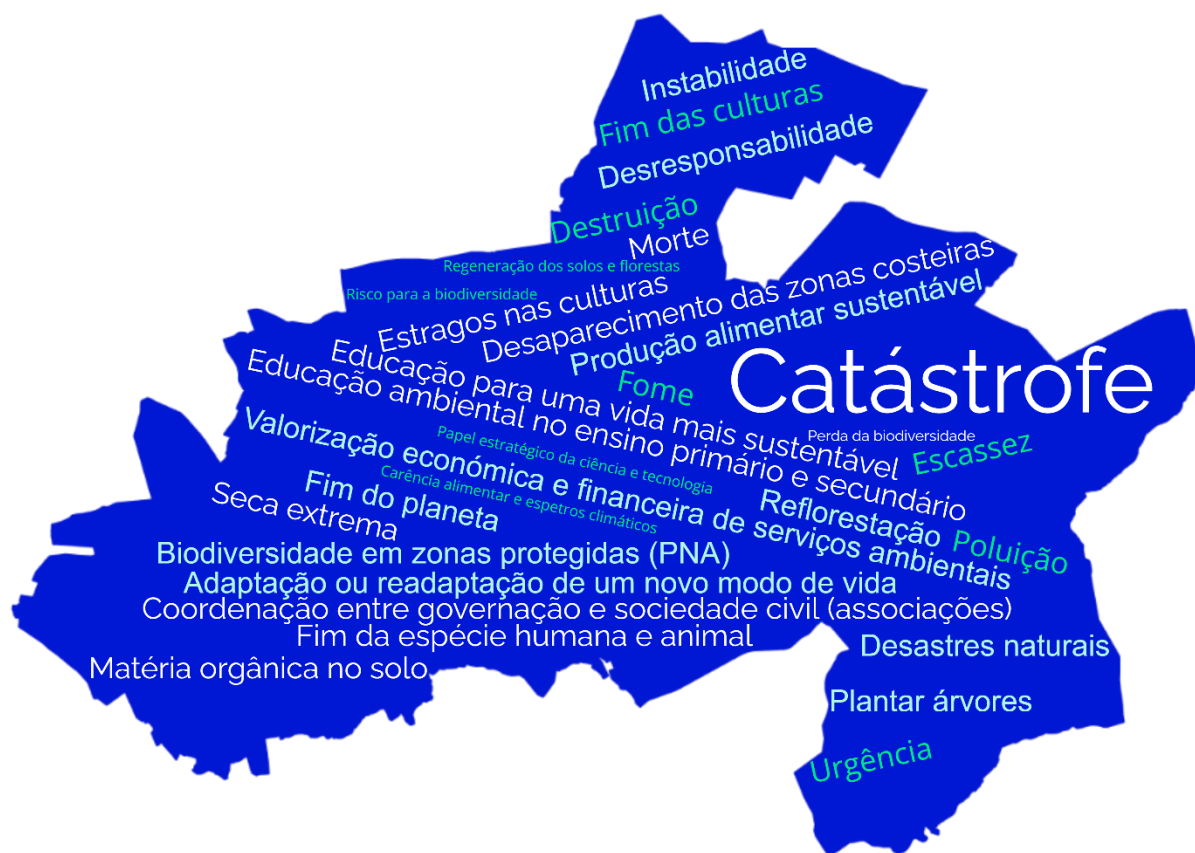 Instabilidade
Fim das culturas
Desresponsabilidade
Destruição
Morte
Regeneração dos solos e florestas
Risco para a biodiversidade
Estragos nas culturas
Desaparecimento das zonas costeiras
Produção alimentar sustentável
Educação para uma vida mais sustentável
Educação ambiental no ensino primário e secundário
Fome
Catástrofe
Perda da biodiversidade
Escassez
Valorização económica e financeira de serviços ambientais
Papel estratégico da ciência e tecnologia
Carência alimentar e espetros climáticos
Reflorestação
Poluição
Fim do planeta
Seca extrema
Biodiversidade em zonas protegidas (PNA)
Adaptação ou readaptação de um novo modo de vida
Coordenação entre governação e sociedade civil (associações)
Fim da espécie humana e animal
Desastres naturais
Matéria orgânica no solo
Plantar árvores
Urgência